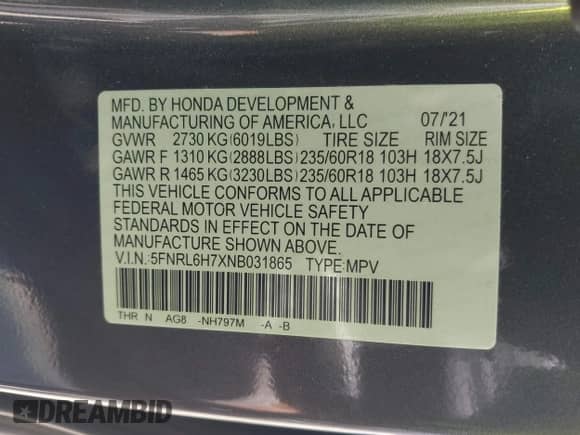 MFD. BY HONDA DEVELOPMENT &
MANUFACTURING OF AMERICA, LLC 07/'21
GVWR 2730 KG (6019LBS) TIRE SIZE RIM SIZE
GAWR F 1310 KG (2888LBS) 235/60R18 103H 18X7.5J
GAWR R 1465 KG (3230LBS) 235/60R18 103H 18X7.5J
THIS VEHICLE CONFORMS TO ALL APPLICABLE
FEDERAL MOTOR VEHICLE SAFETY
STANDARDS IN EFFECT ON THE DATE OF
MANUFACTURE SHOWN ABOVE.
V.I.N.:5FNRL6H7XNB031865 TYPE:MPV
THR N AG8 -NH797M -A -B
DREAMBID